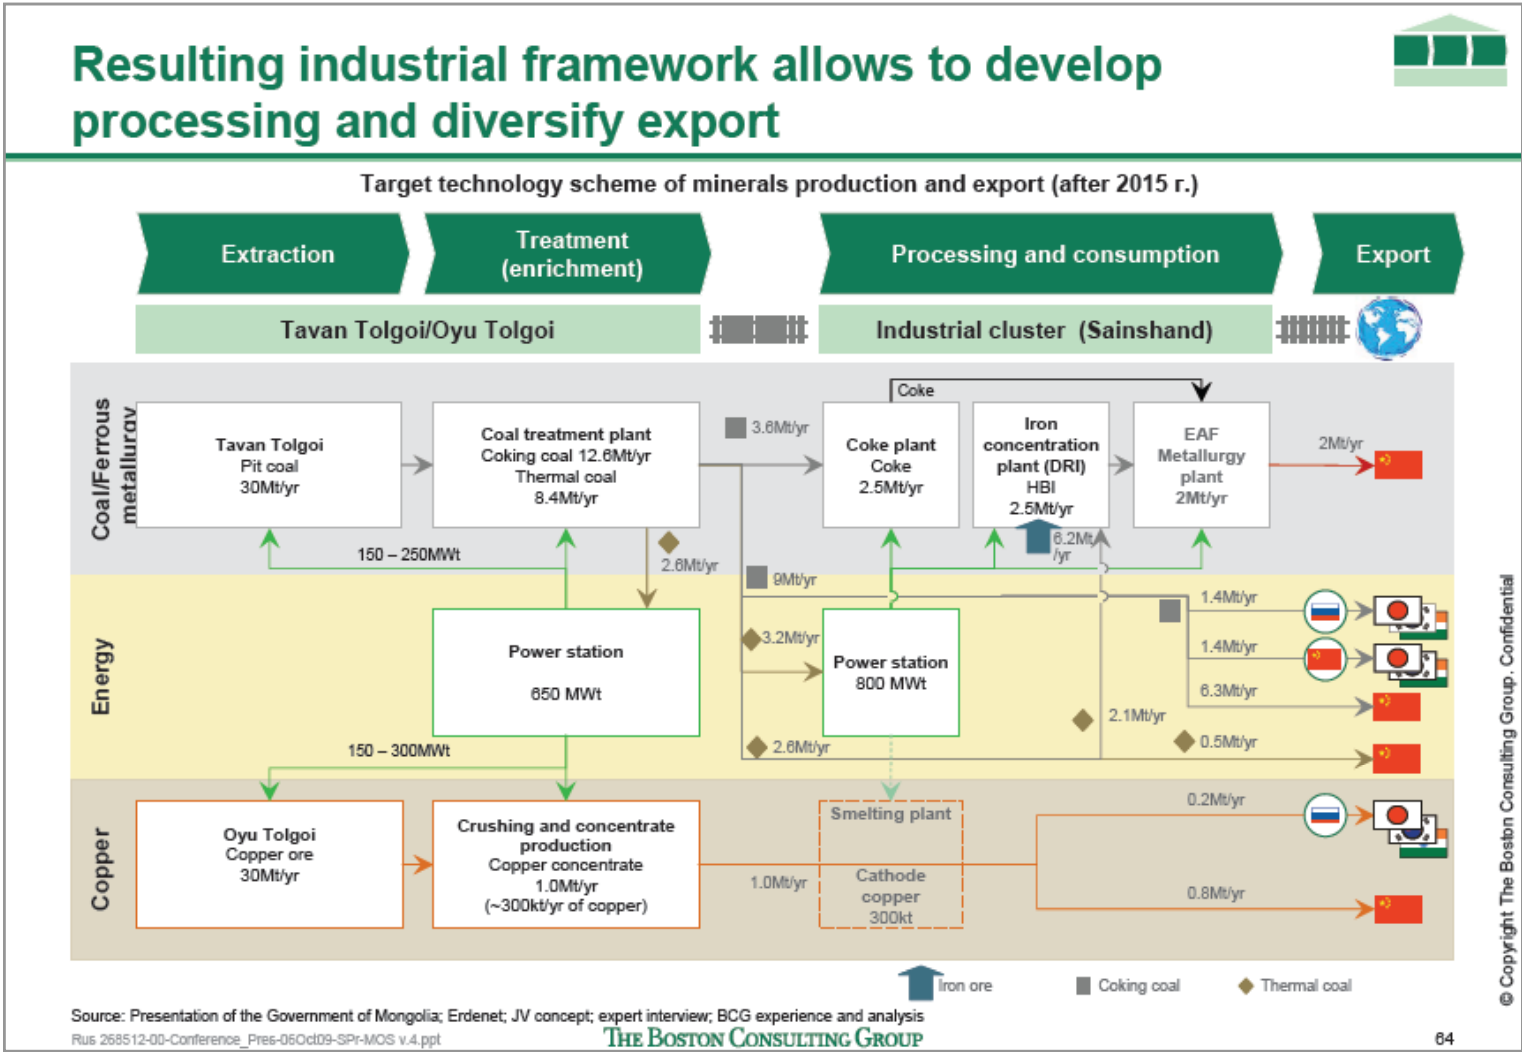 Resulting industrial framework allows to develop
processing and diversify export
Target technology scheme of minerals production and export (after 2015 r.)
Extraction
Treatment
(enrichment)
Processing and consumption
Export
Tavan Tolgoi/Oyu Tolgoi
Industrial cluster (Sainshand)
Coal/Ferrous
metallurgy
Tavan Tolgoi
Pit coal
30Mt/yr
Coal treatment plant
Coking coal 12.6Mt/yr
Thermal coal
8.4Mt/yr
3.6Mt/yr
Coke
Coke plant
Coke
2.5Mt/yr
Iron
concentration
plant (DRI)
HBI
2.5Mt/yr
EAF
Metallurgy
plant
2Mt/yr
2Mt/yr
150 – 250MWt
2.6Mt/yr
6.2Mt
/yr
9Mt/yr
Energy
Power station
650 MWt
3.2Mt/yr
Power station
800 MWt
1.4Mt/yr
1.4Mt/yr
6.3Mt/yr
2.1Mt/yr
0.5Mt/yr
2.6Mt/yr
150 – 300MWt
Copper
Oyu Tolgoi
Copper ore
30Mt/yr
Crushing and concentrate
production
Copper concentrate
1.0Mt/yr
(~300kt/yr of copper)
1.0Mt/yr
Smelting plant
Cathode
copper
300kt
0.2Mt/yr
0.8Mt/yr
Iron ore
Coking coal
Thermal coal
Source: Presentation of the Government of Mongolia; Erdenet; JV concept; expert interview; BCG experience and analysis
Rus 268512-00-Conference_Pres-06Oct09-SPr-MOS v.4.ppt
THE BOSTON CONSULTING GROUP
64
© Copyright The Boston Consulting Group. Confidential